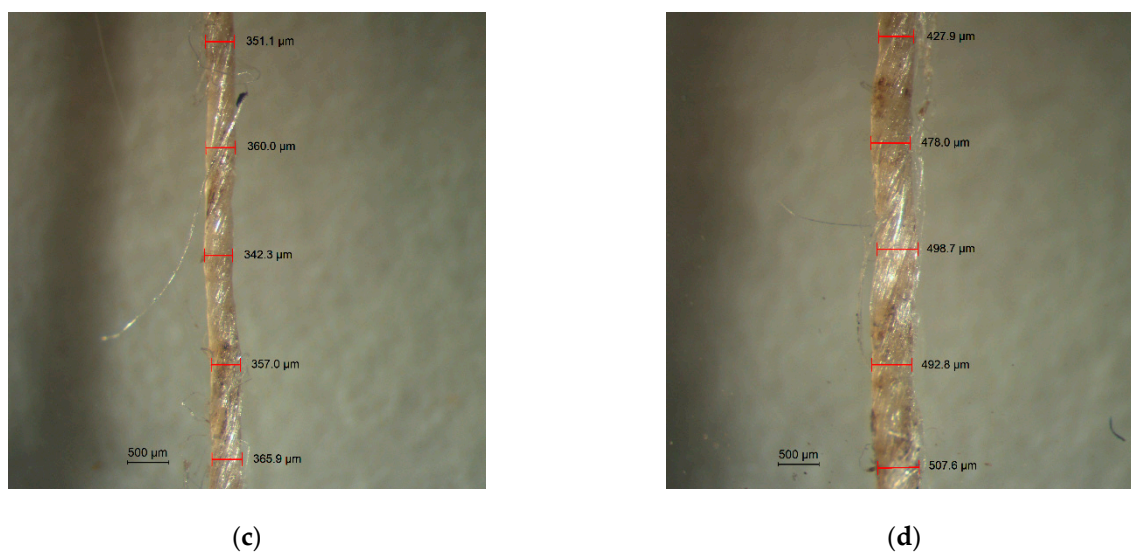 351.1 µm
360.0 µm
342.3 µm
357.0 µm
365.9 µm
500 µm
(c)
427.9 µm
478.0 µm
498.7 µm
492.8 µm
507.6 µm
500 µm
(d)